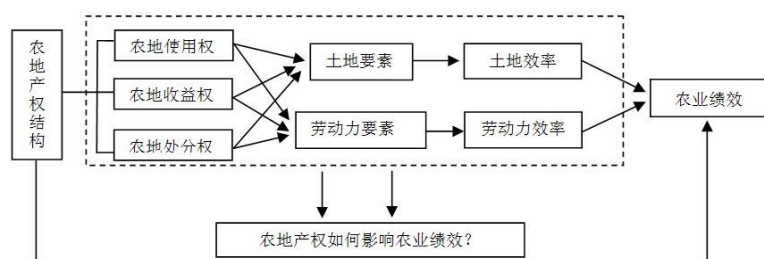 农地产权结构
农地使用权
农地收益权
农地处分权
土地要素
劳动力要素
土地效率
劳动力效率
农业绩效
农地产权如何影响农业绩效？